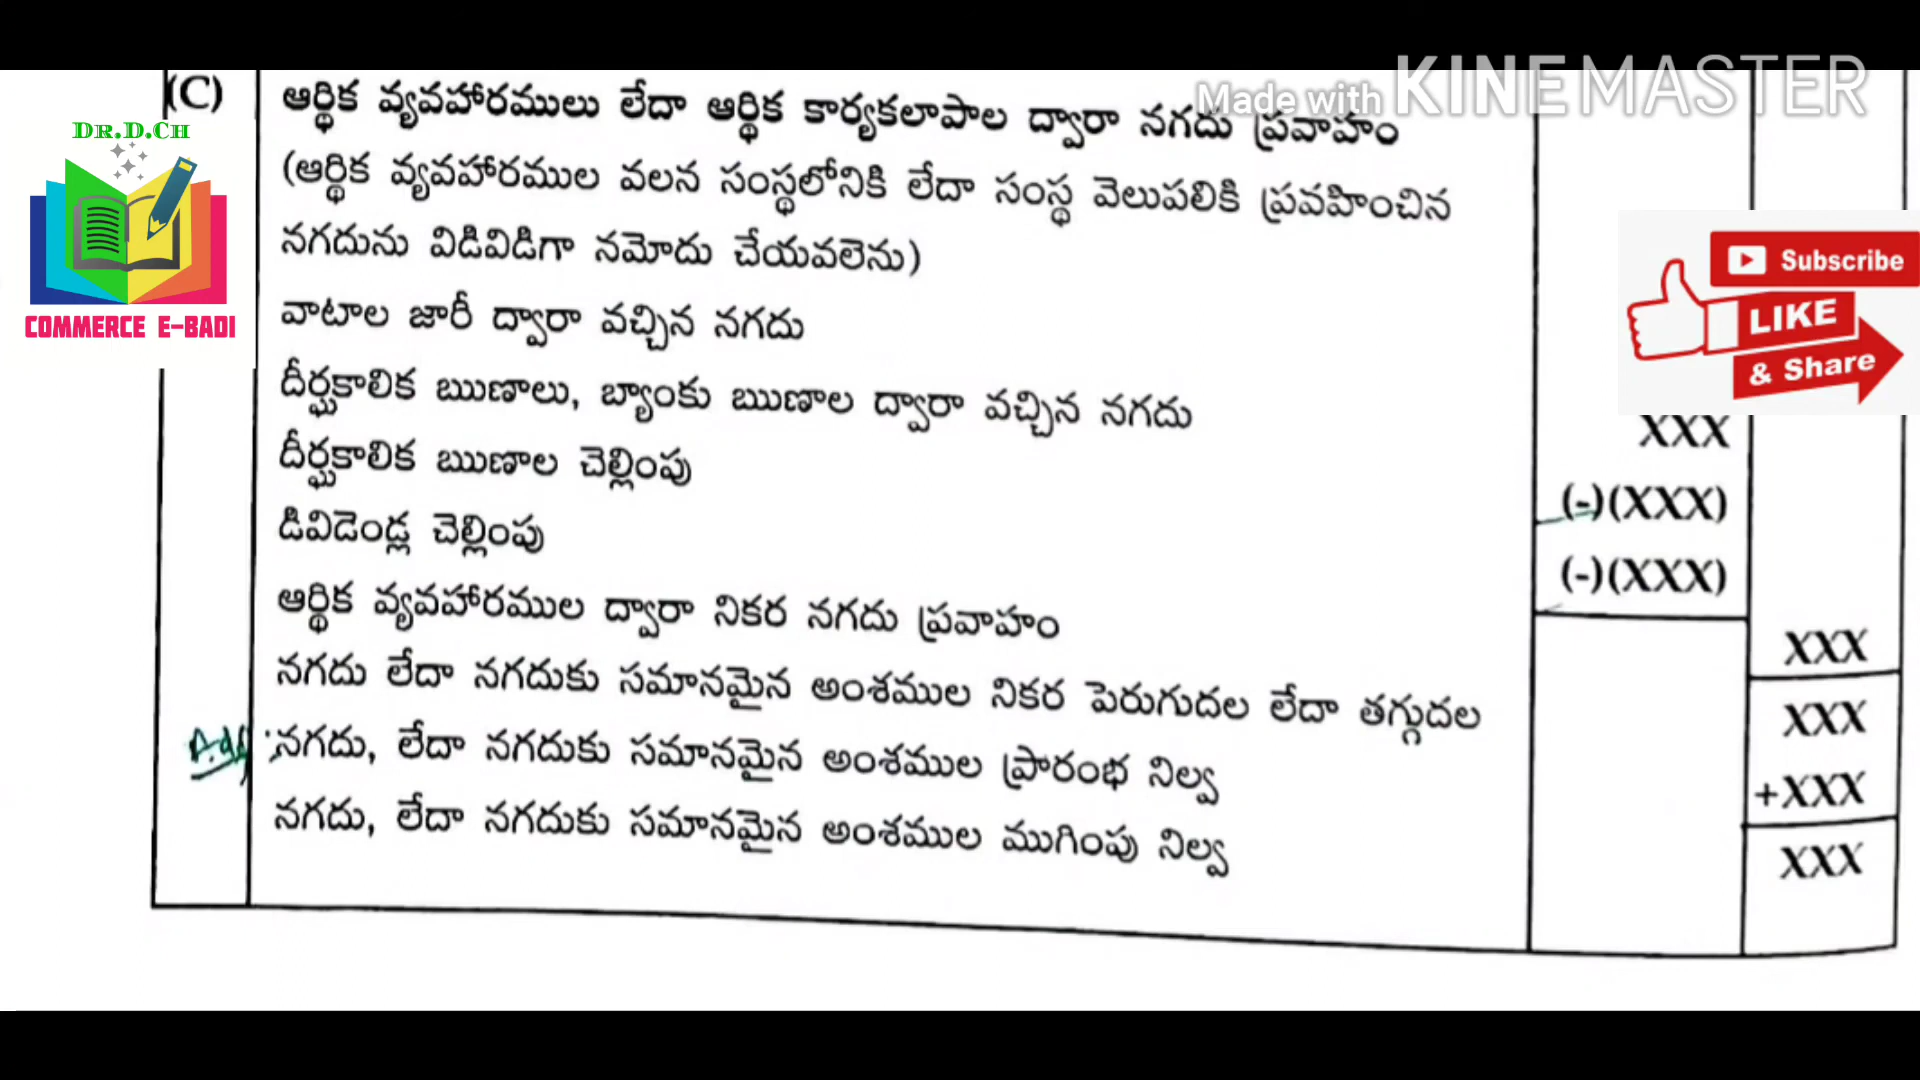 Made with KINEMASTER
(C) ఆర్థిక వ్యవహారములు లేదా ఆర్థిక కార్యకలాపాల ద్వారా నగదు ప్రవాహం
DR.D.CH
COMMERCE E-BADI
(ఆర్థిక వ్యవహారముల వలన సంస్థలోనికి లేదా సంస్థ వెలుపలికి ప్రవహించిన
నగదును విడివిడిగా నమోదు చేయవలెను)
Subscribe
LIKE
& Share
వాటాల జారీ ద్వారా వచ్చిన నగదు
దీర్ఘకాలిక ఋణాలు, బ్యాంకు ఋణాల ద్వారా వచ్చిన నగదు XXX
దీర్ఘకాలిక ఋణాల చెల్లింపు (-)(XXX)
డివిడెండ్ల చెల్లింపు (-)(XXX)
ఆర్థిక వ్యవహారముల ద్వారా నికర నగదు ప్రవాహం XXX
నగదు లేదా నగదుకు సమానమైన అంశముల నికర పెరుగుదల లేదా తగ్గుదల XXX
నగదు, లేదా నగదుకు సమానమైన అంశముల ప్రారంభ నిల్వ +XXX
నగదు, లేదా నగదుకు సమానమైన అంశముల ముగింపు నిల్వ XXX